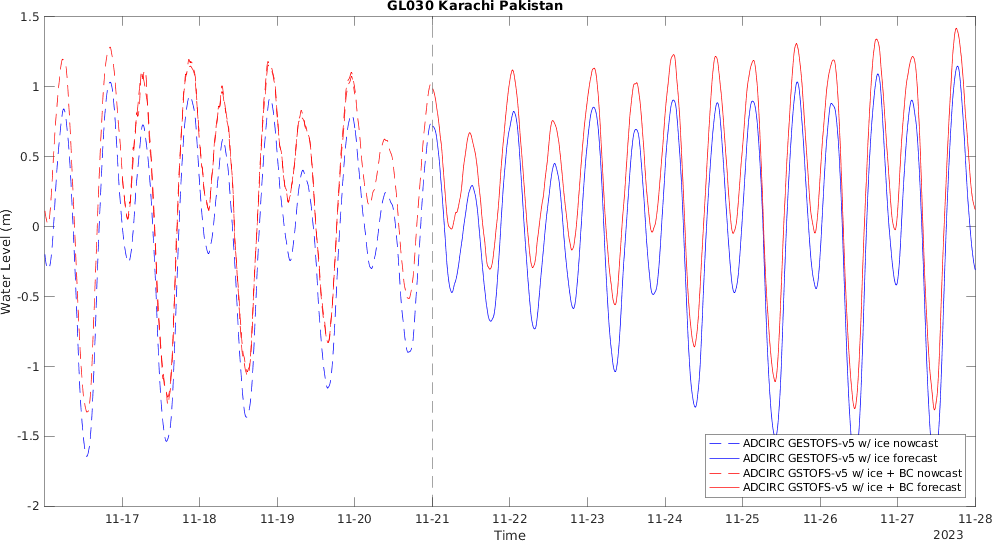 GL030 Karachi Pakistan
1.5
1
0.5
0
-0.5
-1
-1.5
-2
Water Level (m)
11-17 11-18 11-19 11-20 11-21 11-22 11-23 11-24 11-25 11-26 11-27 11-28
Time
2023
ADCIRC GESTOFS-v5 w/ ice nowcast
ADCIRC GESTOFS-v5 w/ ice forecast
ADCIRC GSTOFS-v5 w/ ice + BC nowcast
ADCIRC GSTOFS-v5 w/ ice + BC forecast